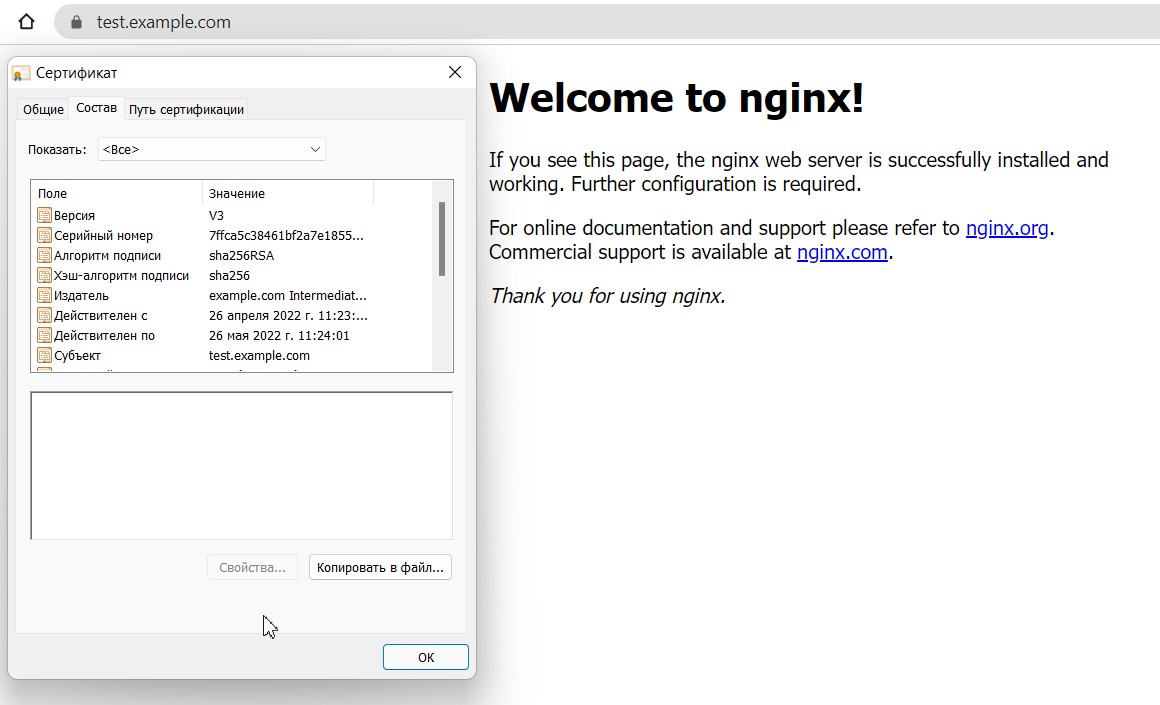 test.example.com
Сертификат
Общие Состав Путь сертификации
Показать: <Все>
Поле Значение
Версия V3
Серийный номер 7ffca5c38461bf2a7e1855...
Алгоритм подписи sha256RSA
Хэш-алгоритм подписи sha256
Издатель example.com Intermediat...
Действителен с 26 апреля 2022 г. 11:23:...
Действителен по 26 мая 2022 г. 11:24:01
Субъект test.example.com
Свойства... Копировать в файл...
ОК
Welcome to nginx!
If you see this page, the nginx web server is successfully installed and
working. Further configuration is required.
For online documentation and support please refer to nginx.org.
Commercial support is available at nginx.com.
Thank you for using nginx.